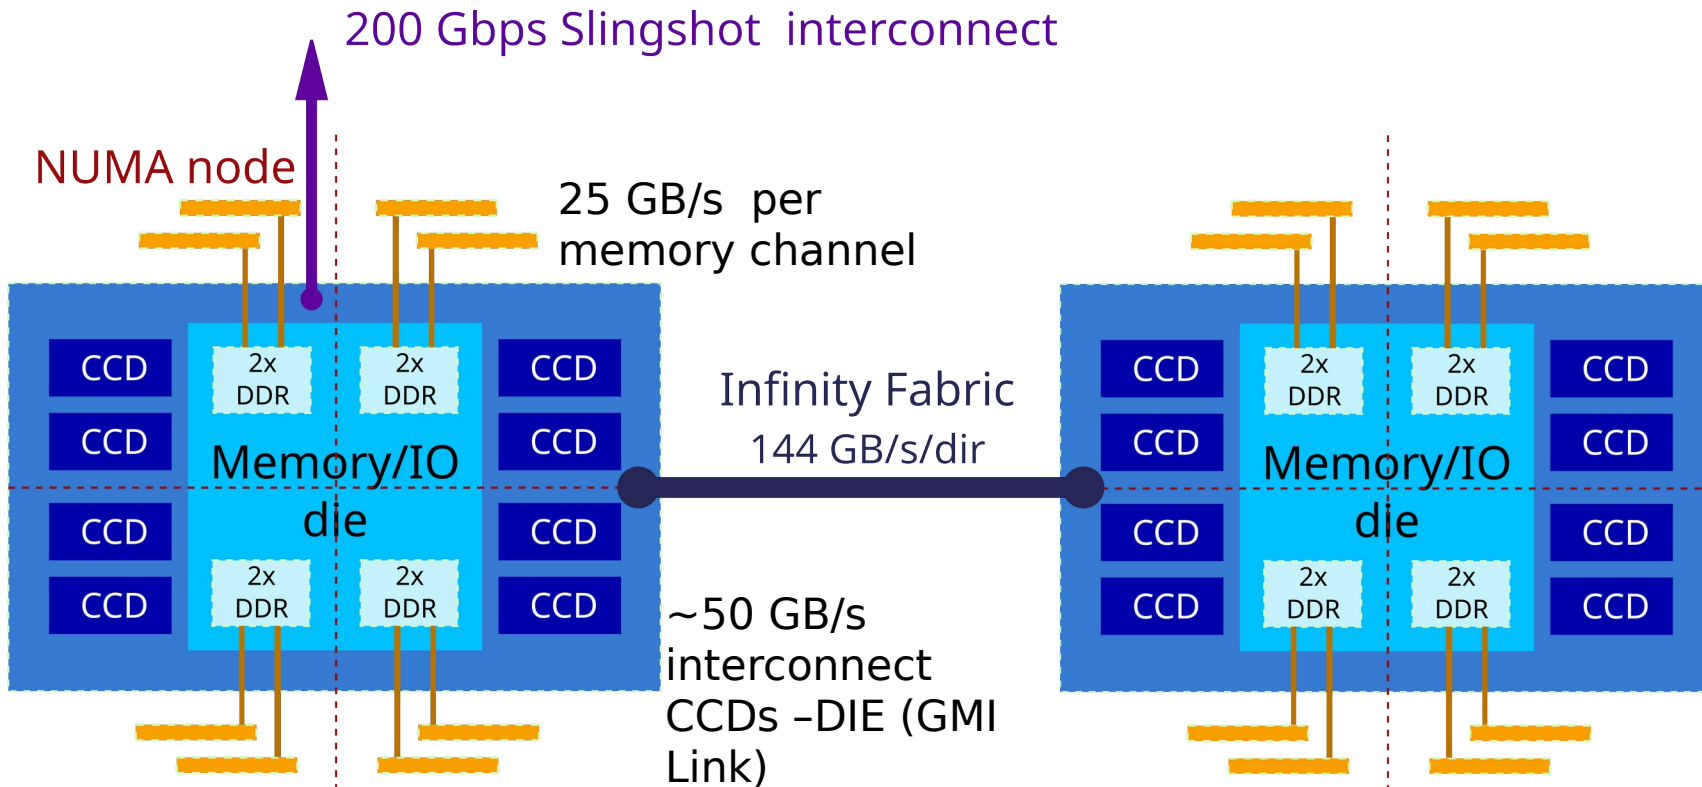 200 Gbps Slingshot  interconnect
NUMA node
25 GB/s  per
memory channel
2x
DDR
2x
DDR
CCD
CCD
CCD
CCD
Memory/IO
die
CCD
CCD
CCD
CCD
2x
DDR
2x
DDR
Infinity Fabric
144 GB/s/dir
~50 GB/s
interconnect
CCDs –DIE (GMI
Link)
2x
DDR
2x
DDR
CCD
CCD
CCD
CCD
Memory/IO
die
CCD
CCD
CCD
CCD
2x
DDR
2x
DDR